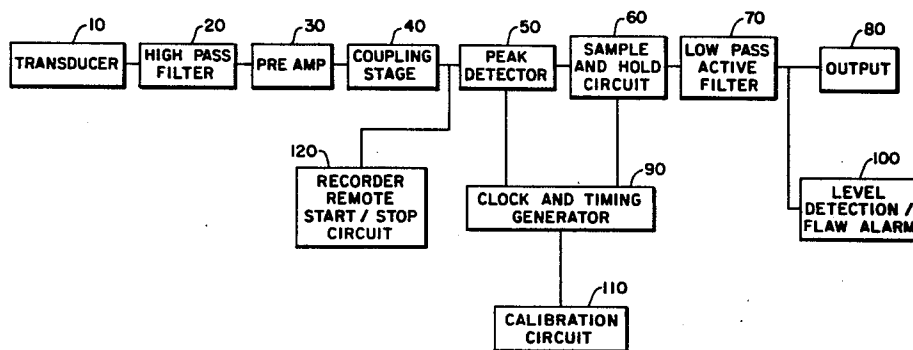 10
TRANSDUCER
20
HIGH PASS
FILTER
30
PRE AMP
40
COUPLING
STAGE
50
PEAK
DETECTOR
60
SAMPLE
AND HOLD
CIRCUIT
70
LOW PASS
ACTIVE
FILTER
80
OUTPUT
120
RECORDER
REMOTE
START / STOP
CIRCUIT
90
CLOCK AND TIMING
GENERATOR
100
LEVEL
DETECTION /
FLAW ALARM
110
CALIBRATION
CIRCUIT